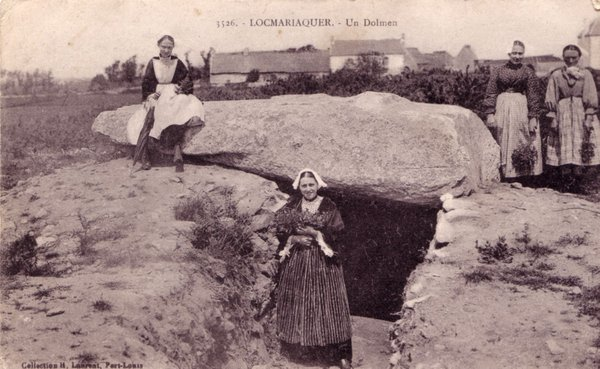 3526. - LOCMARIAQUER. - Un Dolmen
Collection H. Laurent, Port-Louis